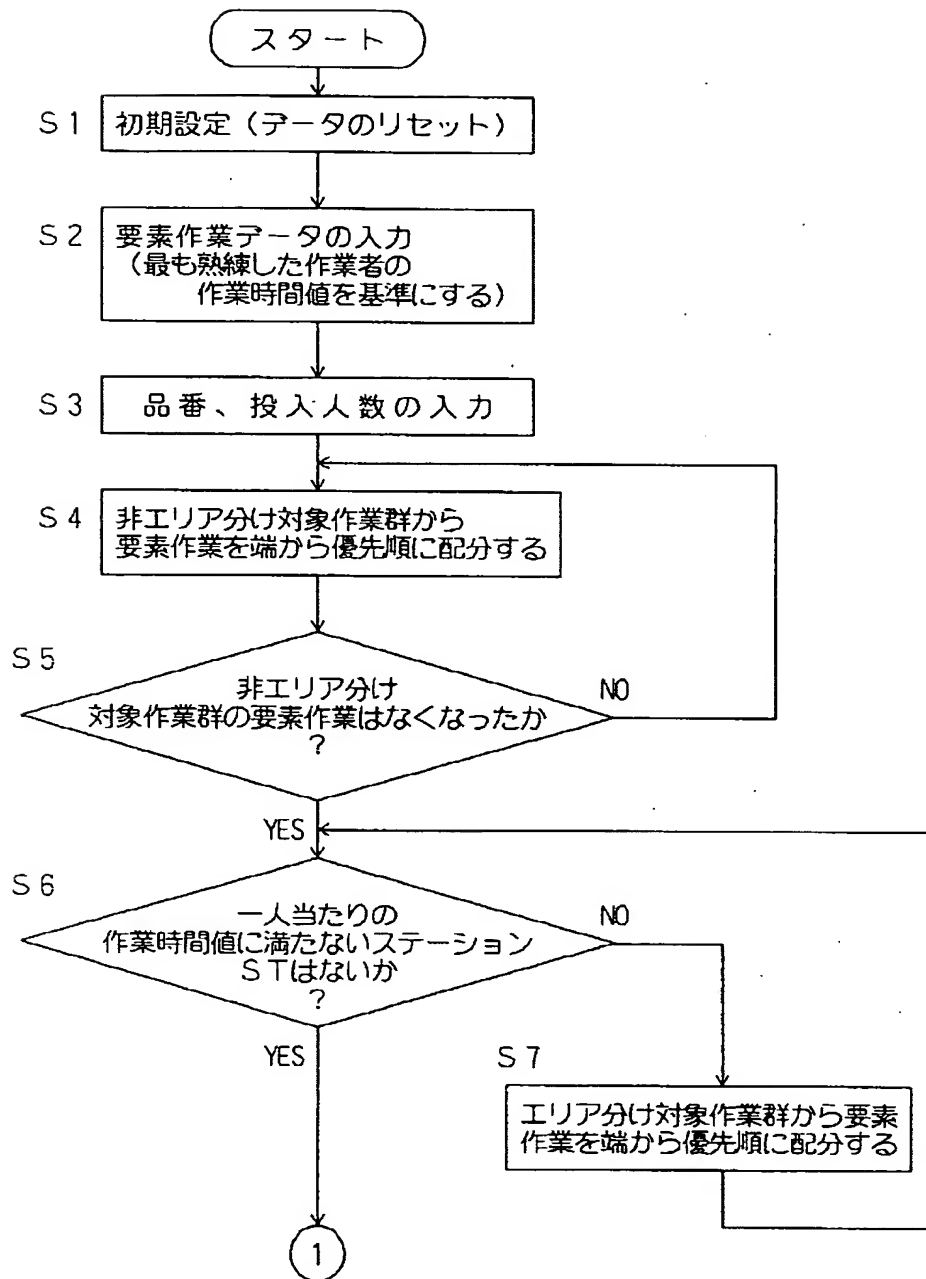 スタート
S1
初期設定(データのリセット)
S2
要素作業データの入力
(最も熟練した作業者の
作業時間値を基準にする)
S3
品番、投入人数の入力
S4
非エリア分け対象作業群から
要素作業を端から優先順に配分する
S5
非エリア分け
対象作業群の要素作業はなくなったか
?
NO
YES
S6
一人当たりの
作業時間値に満たないステーション
STはないか
?
NO
YES
S7
エリア分け対象作業群から要素
作業を端から優先順に配分する
1